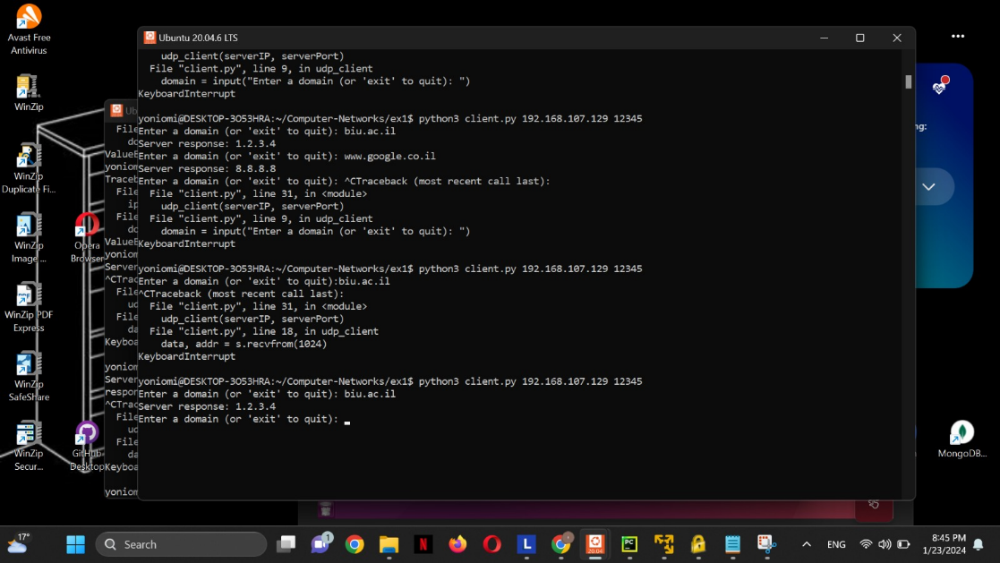 Avast Free
Antivirus
WinZip
WinZip
Duplicate Fi...
WinZip
Image ...
Opera
Browser
WinZip PDF
Express
WinZip
SafeShare
WinZip
Secur...
GitHub
Desktop
Ubuntu 20.04.6 LTS
udp_client(serverIP, serverPort)
File "client.py", line 9, in udp_client
domain = input("Enter a domain (or 'exit' to quit): ")
KeyboardInterrupt
yoniomi@DESKTOP-3O53HRA:~/Computer-Networks/ex1$ python3 client.py 192.168.107.129 12345
Enter a domain (or 'exit' to quit): biu.ac.il
Server response: 1.2.3.4
Enter a domain (or 'exit' to quit): www.google.co.il
Server response: 8.8.8.8
Enter a domain (or 'exit' to quit): ^CTraceback (most recent call last):
File "client.py", line 31, in <module>
udp_client(serverIP, serverPort)
File "client.py", line 9, in udp_client
domain = input("Enter a domain (or 'exit' to quit): ")
KeyboardInterrupt
yoniomi@DESKTOP-3O53HRA:~/Computer-Networks/ex1$ python3 client.py 192.168.107.129 12345
Enter a domain (or 'exit' to quit):biu.ac.il
^CTraceback (most recent call last):
File "client.py", line 31, in <module>
udp_client(serverIP, serverPort)
File "client.py", line 18, in udp_client
data, addr = s.recvfrom(1024)
KeyboardInterrupt
yoniomi@DESKTOP-3O53HRA:~/Computer-Networks/ex1$ python3 client.py 192.168.107.129 12345
Enter a domain (or 'exit' to quit): biu.ac.il
Server response: 1.2.3.4
Enter a domain (or 'exit' to quit):
Ub
File
do
ValueE
yoniom
Traceb
File
ip
File
do
ValueE
yoniom
Server
^CTrac
File
ud
File
da
Keyboa
yoniom
Server
respon
^CTrac
File
ud
File
da
Keyboa
yoniom
ng:
MongoDB...
17°
Search
1
ENG
8:45 PM
1/23/2024